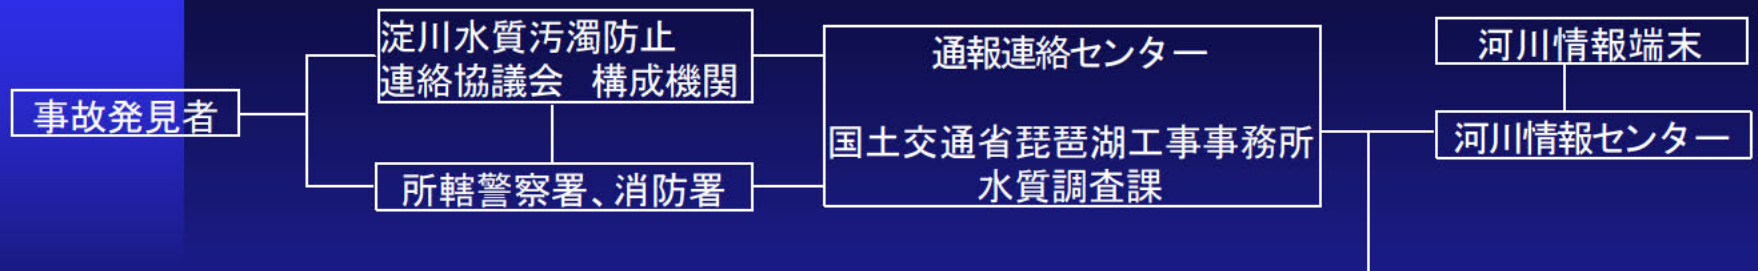 事故発見者
淀川水質汚濁防止
連絡協議会 構成機関
所轄警察署、消防署
通報連絡センター
国土交通省琵琶湖工事事務所
水質調査課
河川情報端末
河川情報センター